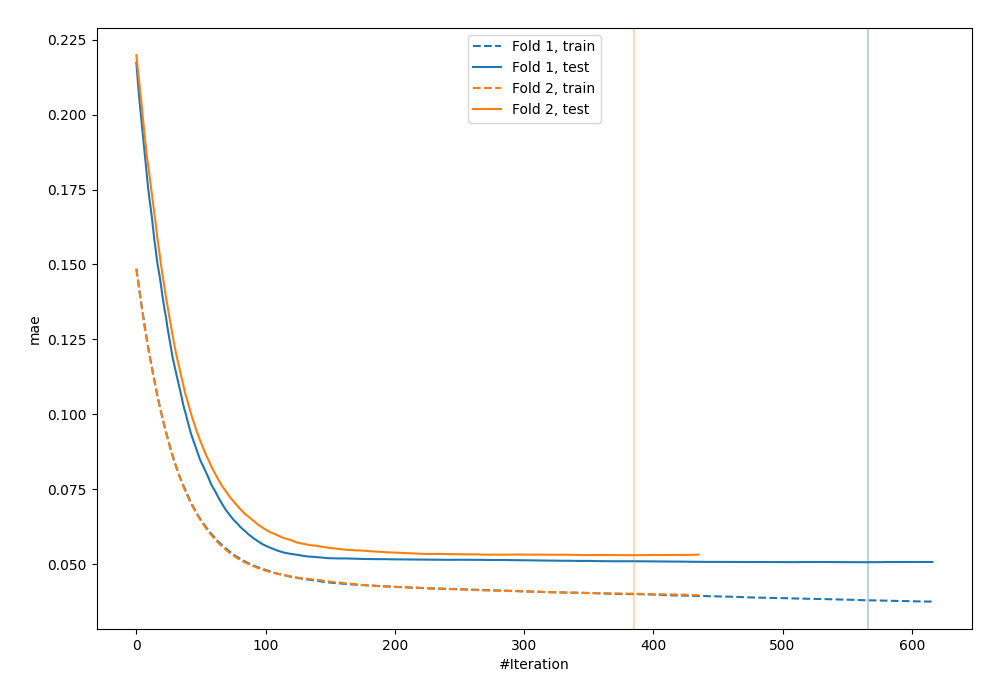 0.225
0.200
0.175
0.150
0.125
0.100
0.075
0.050
mae
Fold 1, train
Fold 1, test
Fold 2, train
Fold 2, test
0 100 200 300 400 500 600
#Iteration